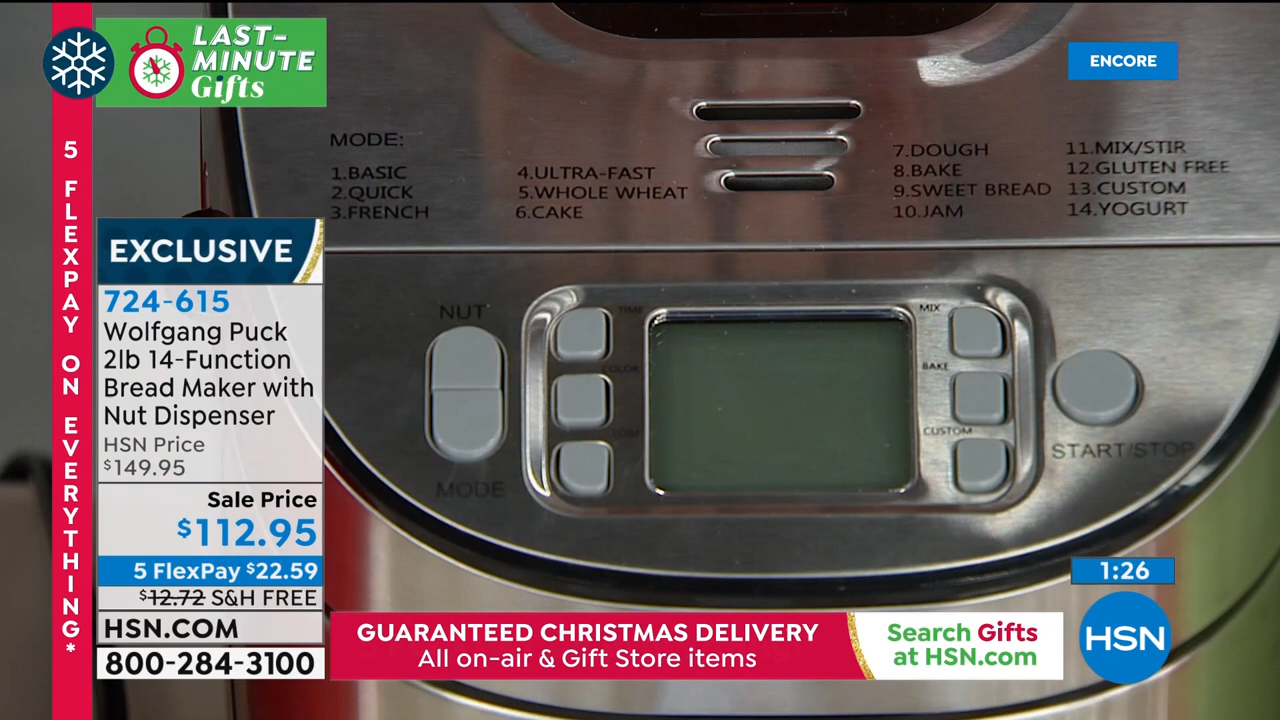 LAST-
MINUTE
Gifts
ENCORE
5 FLEXPAY ON EVERYTHING*
EXCLUSIVE
724-615
Wolfgang Puck
2lb 14-Function
Bread Maker with
Nut Dispenser
HSN Price
$149.95
Sale Price
$112.95
5 FlexPay $22.59
$12.72 S&H FREE
HSN.COM
800-284-3100
MODE:
1.BASIC
2.QUICK
3.FRENCH
4.ULTRA-FAST
5.WHOLE WHEAT
6.CAKE
7.DOUGH
8.BAKE
9.SWEET BREAD
10.JAM
11.MIX/STIR
12.GLUTEN FREE
13.CUSTOM
14.YOGURT
NUT
MODE
TIME
COLOR
MIX
BAKE
CUSTOM
START/STOP
GUARANTEED CHRISTMAS DELIVERY
All on-air & Gift Store items
Search Gifts
at HSN.com
1:26
HSN